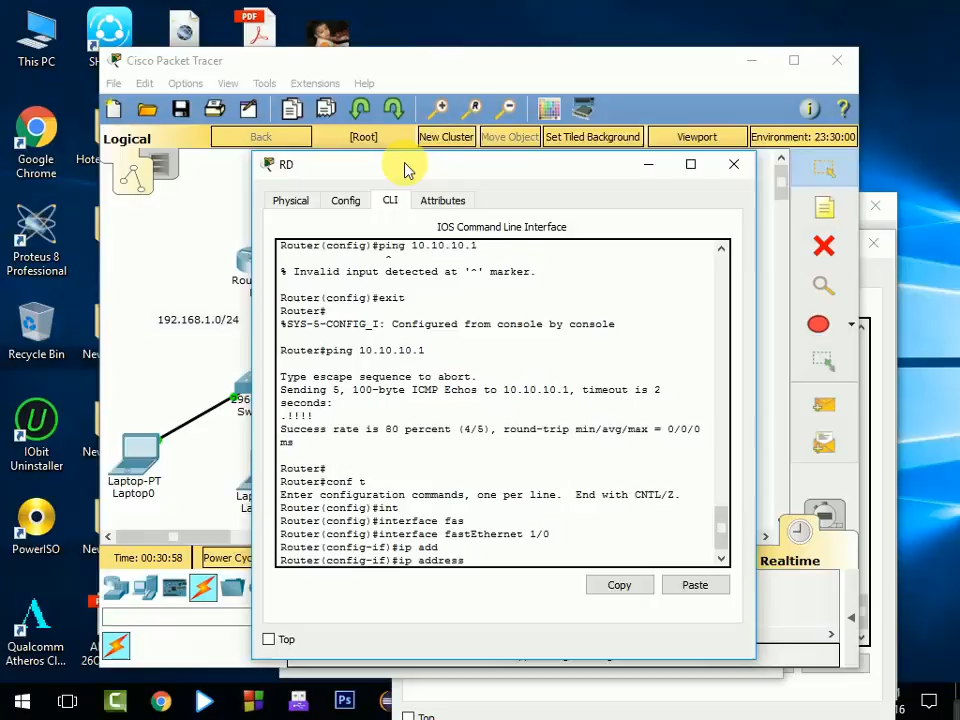 This PC
PDF
Cisco Packet Tracer
File Edit Options View Tools Extensions Help
Logical
Back
[Root]
New Cluster
Move Object
Set Tiled Background
Viewport
Environment: 23:30:00
RD
Physical
Config
CLI
Attributes
IOS Command Line Interface
Router(config)#ping 10.10.10.1
^
% Invalid input detected at '^' marker.
Router(config)#exit
Router#
%SYS-5-CONFIG_I: Configured from console by console
Router#ping 10.10.10.1
Type escape sequence to abort.
Sending 5, 100-byte ICMP Echos to 10.10.10.1, timeout is 2
seconds:
.!!!!
Success rate is 80 percent (4/5), round-trip min/avg/max = 0/0/0
ms
Router#
Router#conf t
Enter configuration commands, one per line. End with CNTL/Z.
Router(config)#int
Router(config)#interface fas
Router(config)#interface fastEthernet 1/0
Router(config-if)#ip add
Router(config-if)#ip address
Copy
Paste
Top
Google
Chrome
Proteus 8
Professional
Recycle Bin
IObit
Uninstaller
PowerISO
Qualcomm
Atheros Cl...
192.168.1.0/24
Laptop-PT
Laptop0
Time: 00:30:58
Power Cyc
Realtime
Ps
Top